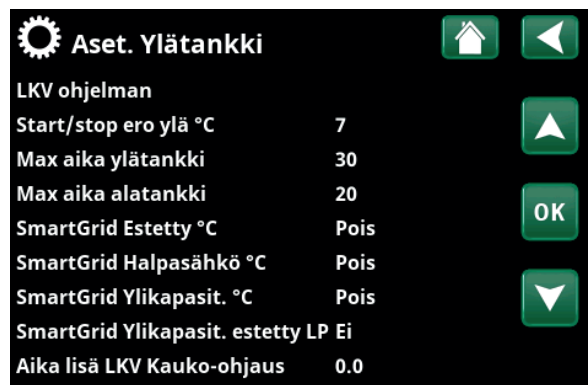 Aset. Ylätankki
LKV ohjelman
Start/stop ero ylä °C 7
Max aika ylätankki 30
Max aika alatankki 20
SmartGrid Estetty °C Pois
OK
SmartGrid Halpasähkö °C Pois
SmartGrid Ylikapasit. °C Pois
SmartGrid Ylikapasit. estetty LP Ei
Aika lisä LKV Kauko-ohjaus 0.0